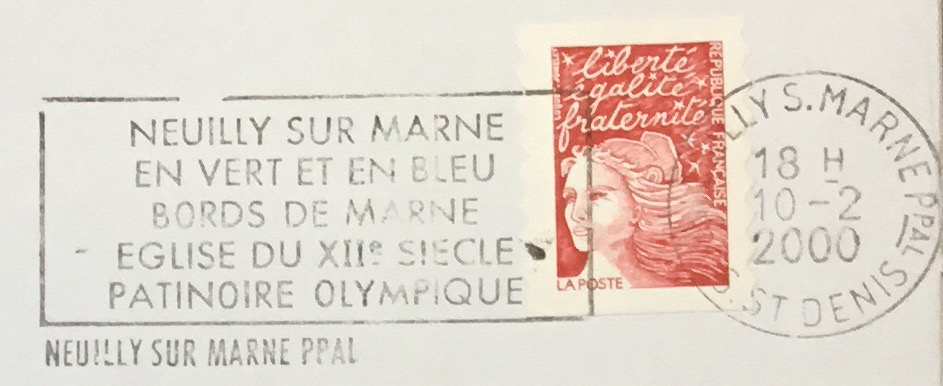 NEUILLY SUR MARNE
EN VERT ET EN BLEU
BORDS DE MARNE
- EGLISE DU XIIe SIECLE
PATINOIRE OLYMPIQUE
NEUILLY SUR MARNE PPAL
liberté
égalité
fraternité
RÉPUBLIQUE FRANÇAISE
LA POSTE
LLY S. MARNE PPAL
18 H
10-2
2000
ST DENIS